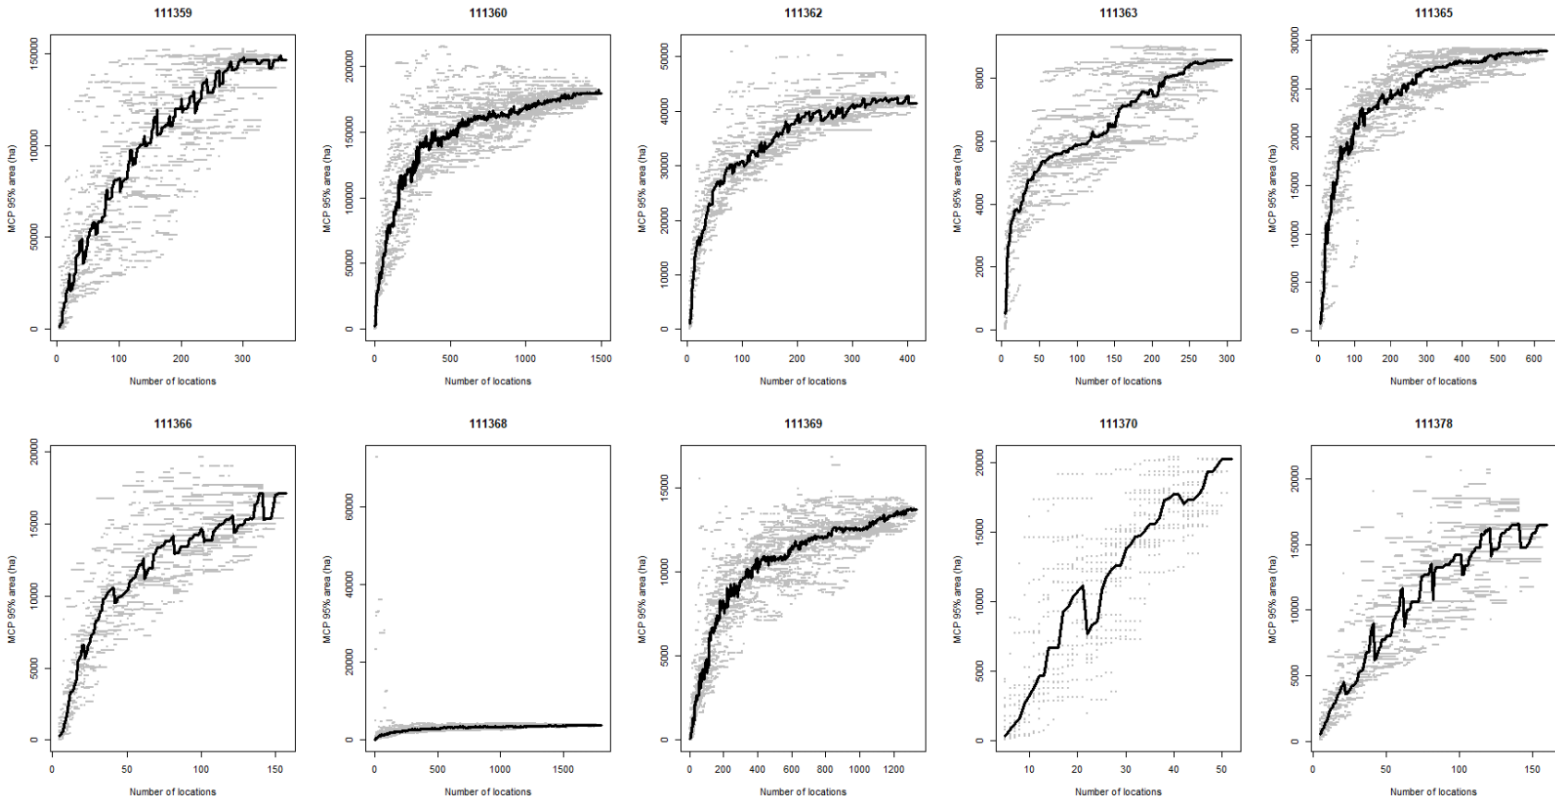 111359
111360
111362
111363
111365
MCP 95% area (ha)
0 50000 100000 150000
0 100 200 300
Number of locations
MCP 95% area (ha)
0 50000 100000 150000 200000
0 500 1000 1500
Number of locations
MCP 95% area (ha)
0 10000 20000 30000 40000 50000
0 100 200 300 400
Number of locations
MCP 95% area (ha)
0 2000 4000 6000 8000
0 50 100 150 200 250 300
Number of locations
MCP 95% area (ha)
0 5000 10000 15000 20000 25000 30000
0 100 200 300 400 500 600
Number of locations
111366
111368
111369
111370
111378
MCP 95% area (ha)
0 5000 10000 15000 20000
0 50 100 150
Number of locations
MCP 95% area (ha)
0 20000 40000 60000
0 500 1000 1500
Number of locations
MCP 95% area (ha)
0 5000 10000 15000
0 200 400 600 800 1000 1200
Number of locations
MCP 95% area (ha)
0 5000 10000 15000 20000
10 20 30 40 50
Number of locations
MCP 95% area (ha)
0 5000 10000 15000 20000
0 50 100 150
Number of locations